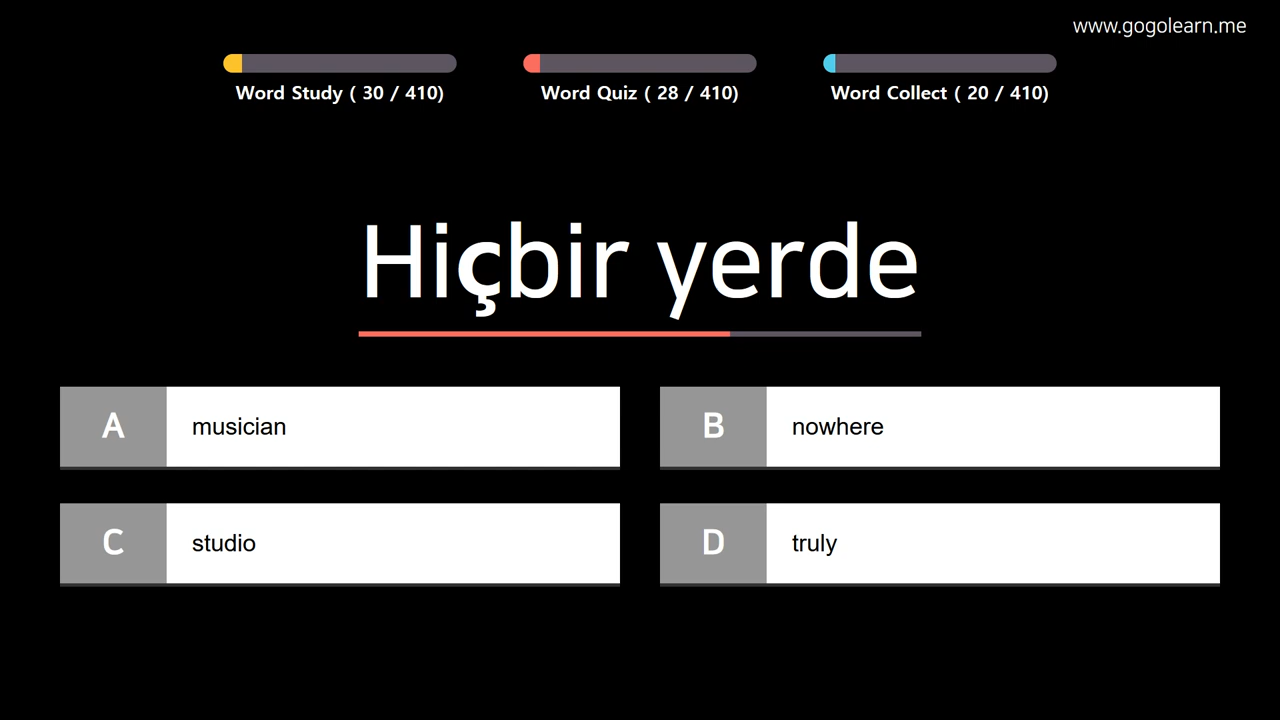 www.gogolearn.me
Word Study ( 30 / 410)
Word Quiz ( 28 / 410)
Word Collect ( 20 / 410)
Hiçbir yerde
A musician
B nowhere
C studio
D truly